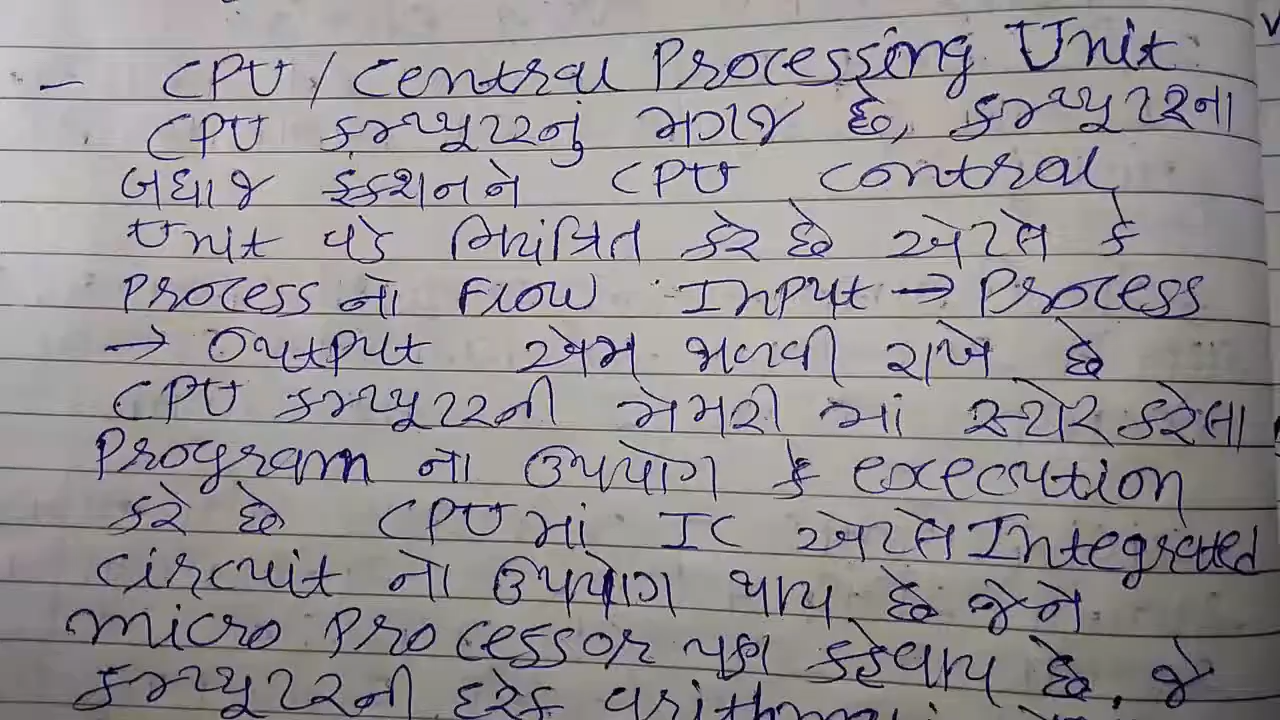 - CPU / Central Processing Unit
CPU કમ્પ્યુટરનું મગજ છે, કમ્પ્યુટરના
બધાજ ફંકશનને CPU control
Unit વડે નિયંત્રિત કરે છે એટલે કે
Process નો Flow Input → Process
→ Output એમ જાળવી રાખે છે
CPU કમ્પ્યુટરની મેમરી માં સ્ટોર કરેલા
Program ના ઉપયોગ કે execution
કરે છે CPU માં IC એટલે Integrated
circuit નો ઉપયોગ થાય છે જેને
micro processor પણ કહેવાય છે. જે
કમ્પ્યુટરની દરેક